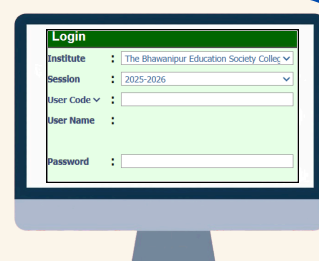 Login
Institute : The Bhawanipur Education Society Colleg
Session : 2025-2026
User Code :
User Name :
Password :